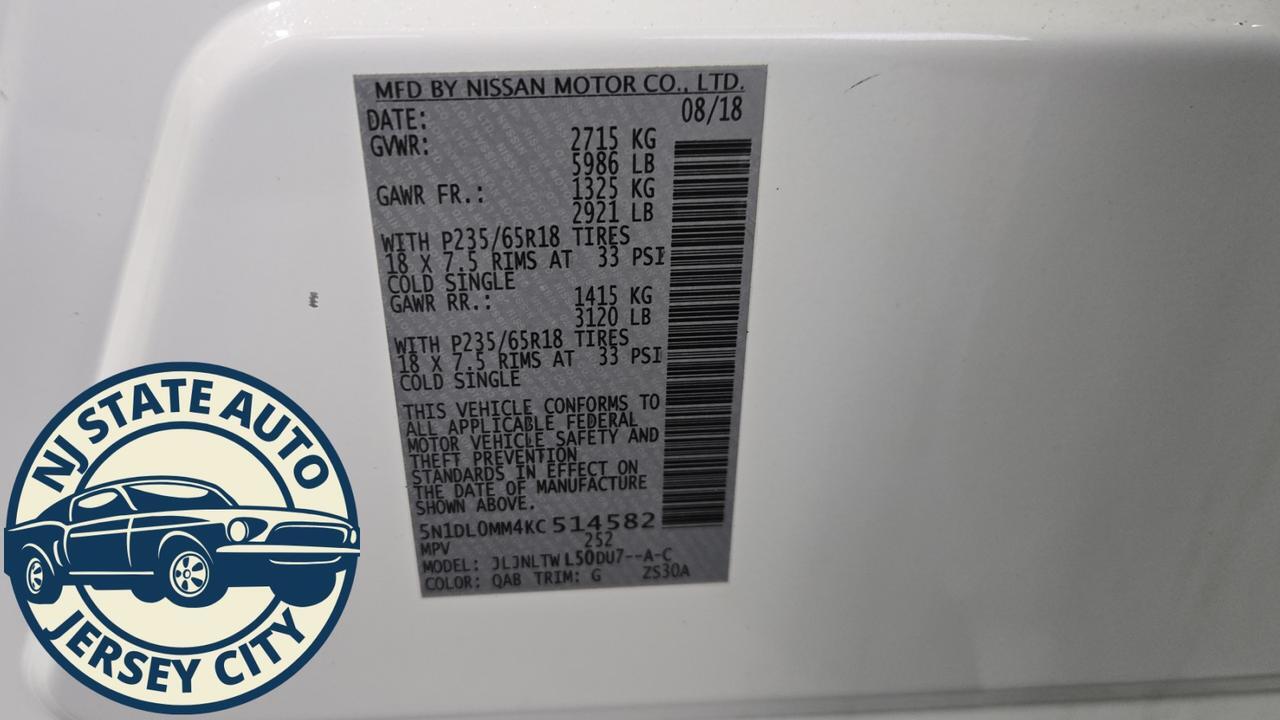 MFD BY NISSAN MOTOR CO., LTD.
DATE: 08/18
GVWR: 2715 KG
5986 LB
GAWR FR.: 1325 KG
2921 LB
WITH P235/65R18 TIRES
18 X 7.5 RIMS AT 33 PSI
COLD SINGLE
GAWR RR.: 1415 KG
3120 LB
WITH P235/65R18 TIRES
18 X 7.5 RIMS AT 33 PSI
COLD SINGLE
THIS VEHICLE CONFORMS TO
ALL APPLICABLE FEDERAL
MOTOR VEHICLE SAFETY AND
THEFT PREVENTION
STANDARDS IN EFFECT ON
THE DATE OF MANUFACTURE
SHOWN ABOVE.
5N1DL0MM4KC 514582
MPV 252
MODEL: JLJNLTW L50DU7--A-C
COLOR: QAB TRIM: G ZS30A
NJ STATE AUTO
JERSEY CITY